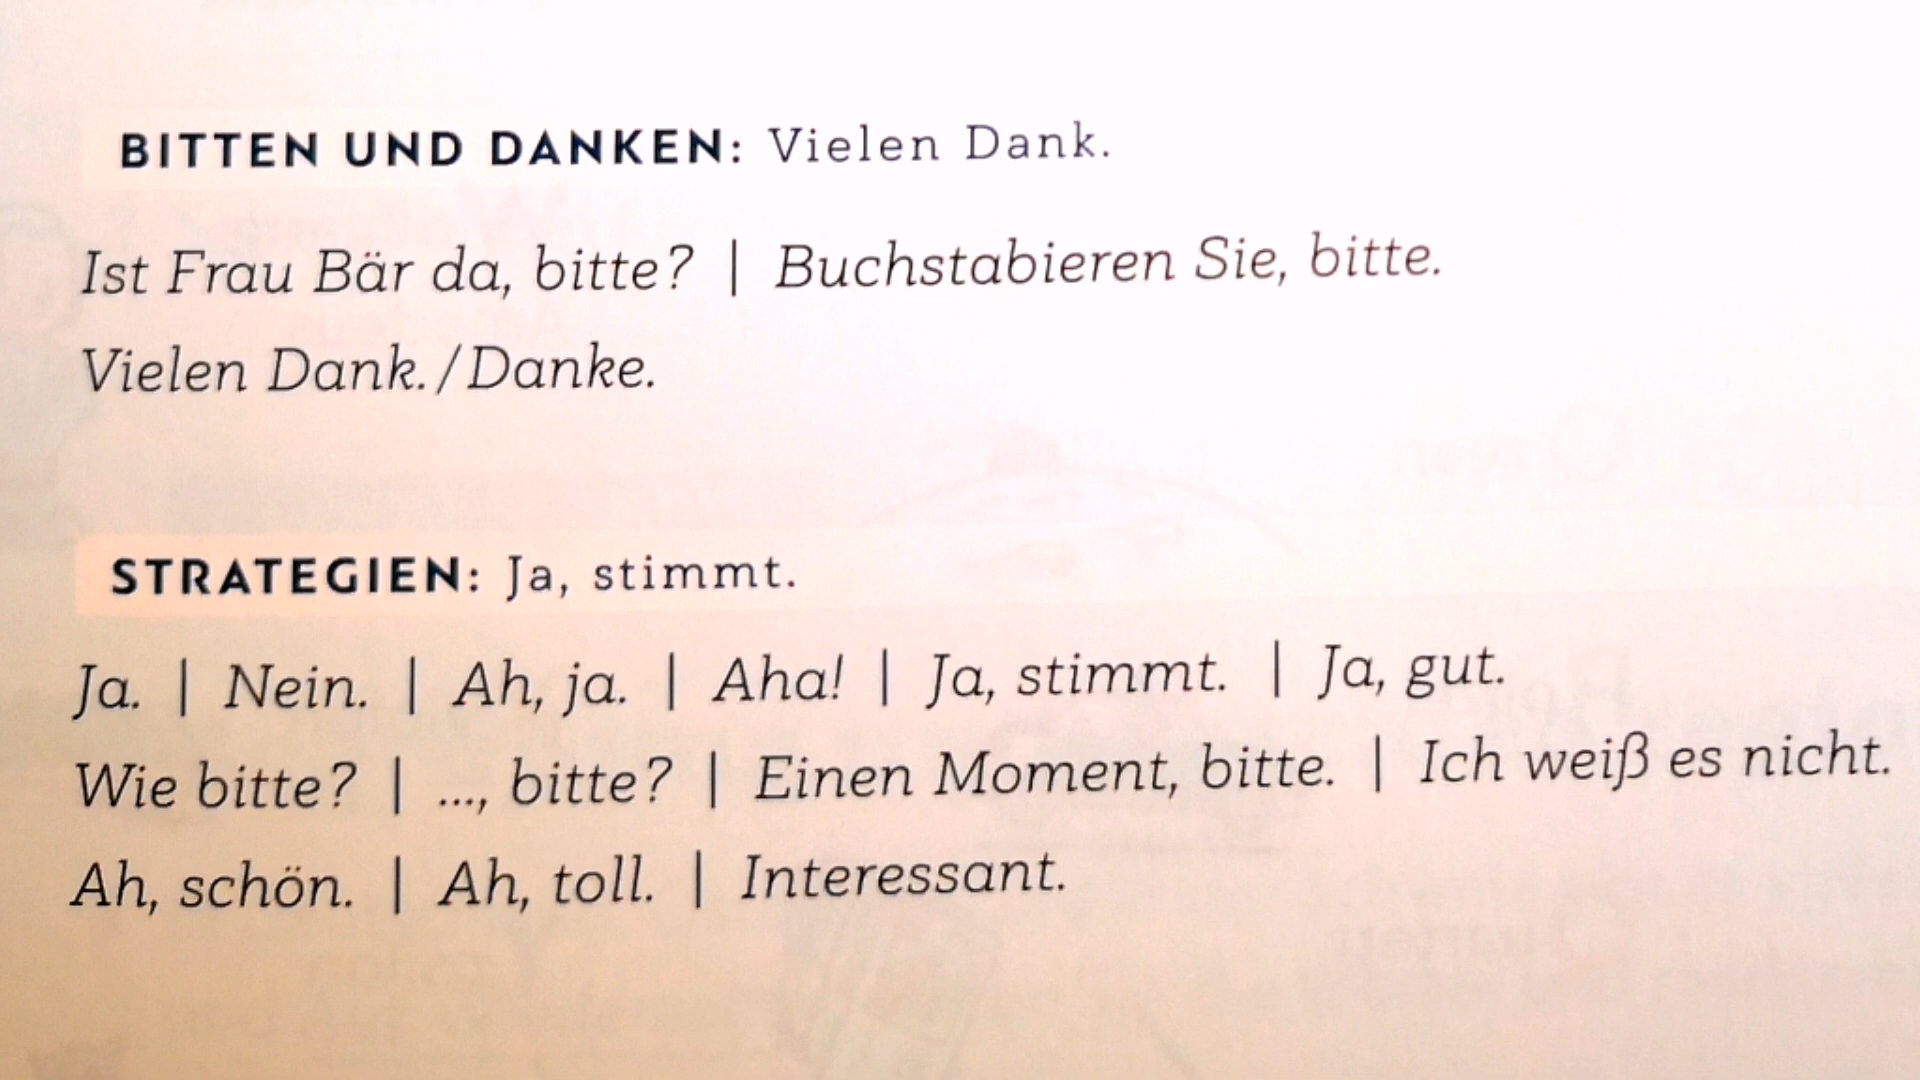 BITTEN UND DANKEN: Vielen Dank.
Ist Frau Bär da, bitte? | Buchstabieren Sie, bitte.
Vielen Dank./Danke.
STRATEGIEN: Ja, stimmt.
Ja. | Nein. | Ah, ja. | Aha! | Ja, stimmt. | Ja, gut.
Wie bitte? | ..., bitte? | Einen Moment, bitte. | Ich weiß es nicht.
Ah, schön. | Ah, toll. | Interessant.